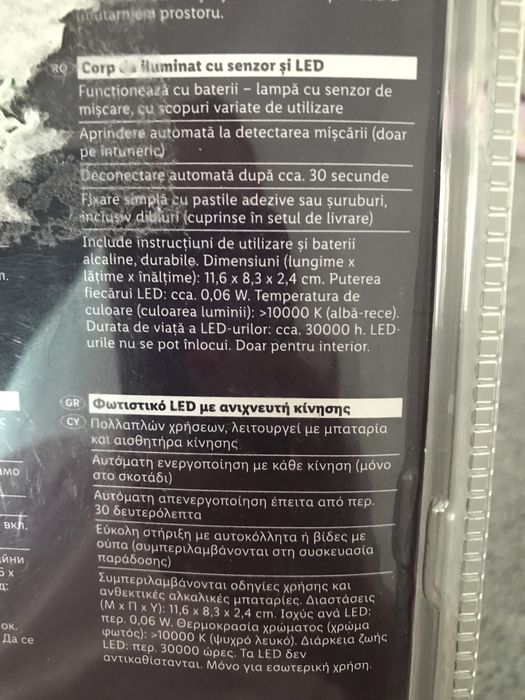 mutarnjem prostoru.
RO Corp de iluminat cu senzor și LED
Funcționează cu baterii – lampă cu senzor de
mișcare, cu scopuri variate de utilizare
Aprindere automată la detectarea mișcării (doar
pe întuneric)
Deconectare automată după cca. 30 secunde
Fixare simplă cu pastile adezive sau șuruburi,
inclusiv dibluri (cuprinse în setul de livrare)
Include instrucțiuni de utilizare și baterii
alcaline, durabile. Dimensiuni (lungime x
lățime x înălțime): 11,6 x 8,3 x 2,4 cm. Puterea
fiecărui LED: cca. 0,06 W. Temperatura de
culoare (culoarea luminii): >10000 K (albă-rece).
Durata de viață a LED-urilor: cca. 30000 h. LED-
urile nu se pot înlocui. Doar pentru interior.
GR Φωτιστικό LED με ανιχνευτή κίνησης
CY Πολλαπλών χρήσεων, λειτουργεί με μπαταρία
και αισθητήρα κίνησης
Αυτόματη ενεργοποίηση με κάθε κίνηση (μόνο
στο σκοτάδι)
Αυτόματη απενεργοποίηση έπειτα από περ.
30 δευτερόλεπτα
Εύκολη στήριξη με αυτοκόλλητα ή βίδες με
ούπα (συμπεριλαμβάνονται στη συσκευασία
παράδοσης)
Συμπεριλαμβάνονται οδηγίες χρήσης και
ανθεκτικές αλκαλικές μπαταρίες. Διαστάσεις
(Μ x Π x Υ): 11,6 x 8,3 x 2,4 cm. Ισχύς ανά LED:
περ. 0,06 W. Θερμοκρασία χρώματος (χρώμα
φωτός): >10000 K (ψυχρό λευκό). Διάρκεια ζωής
LED: περ. 30000 ώρες. Τα LED δεν
αντικαθίστανται. Μόνο για εσωτερική χρήση.
вкл.
ок.
Да се